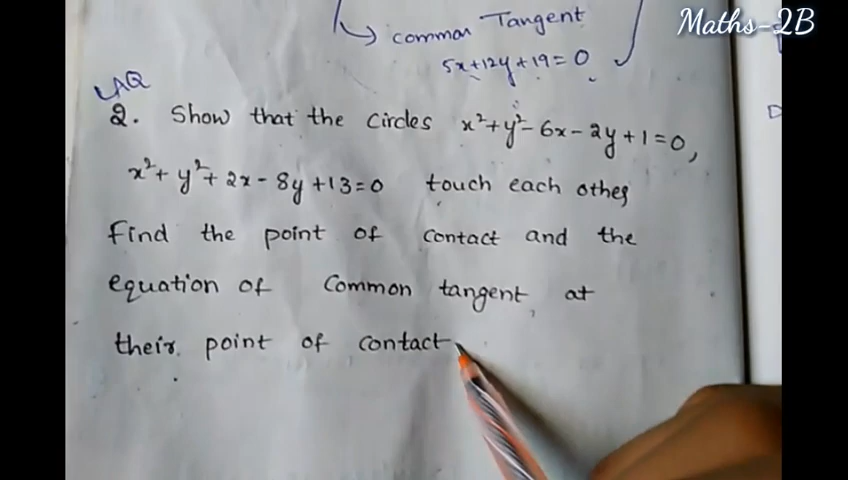 Maths-2B
common Tangent
5x+12y+19=0
LAQ
2. Show that the circles x²+y²-6x-2y+1=0,
x²+y²+2x-8y+13=0 touch each other
Find the point of contact and the
equation of common tangent at
their point of contact